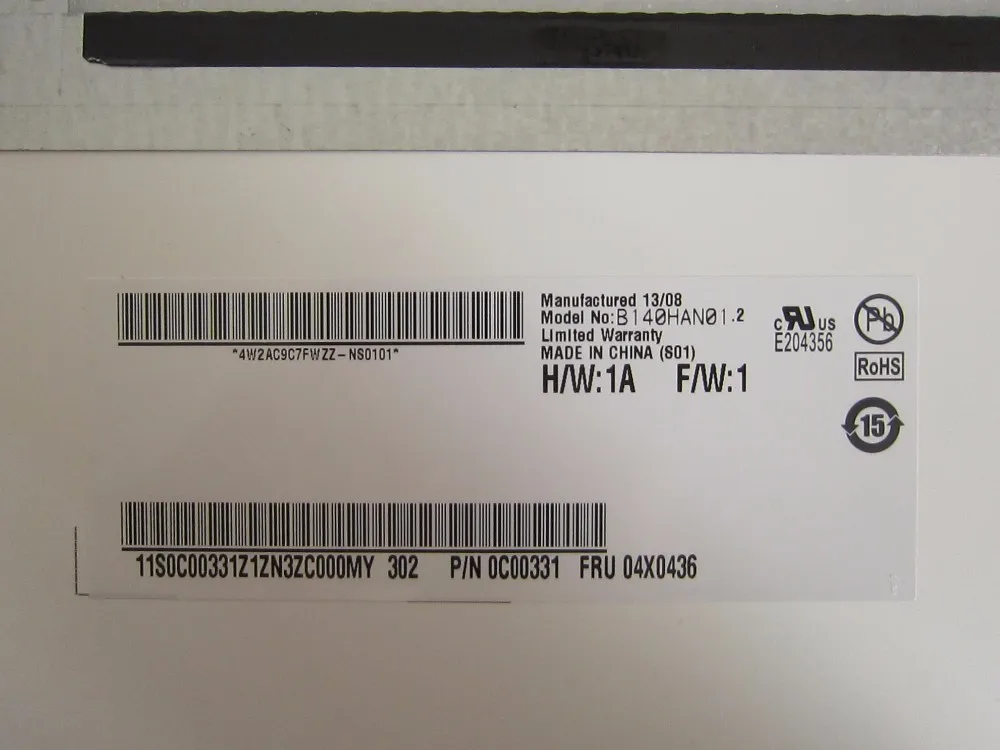 Manufactured 13/08
Model No:B140HAN01.2
Limited Warranty
MADE IN CHINA (S01)
H/W:1A F/W:1
*4W2AC9C7FWZZ-NS0101*
c RU US
E204356
Pb
RoHS
15
11S0C00331Z1ZN3ZC000MY 302 P/N 0C00331 FRU 04X0436